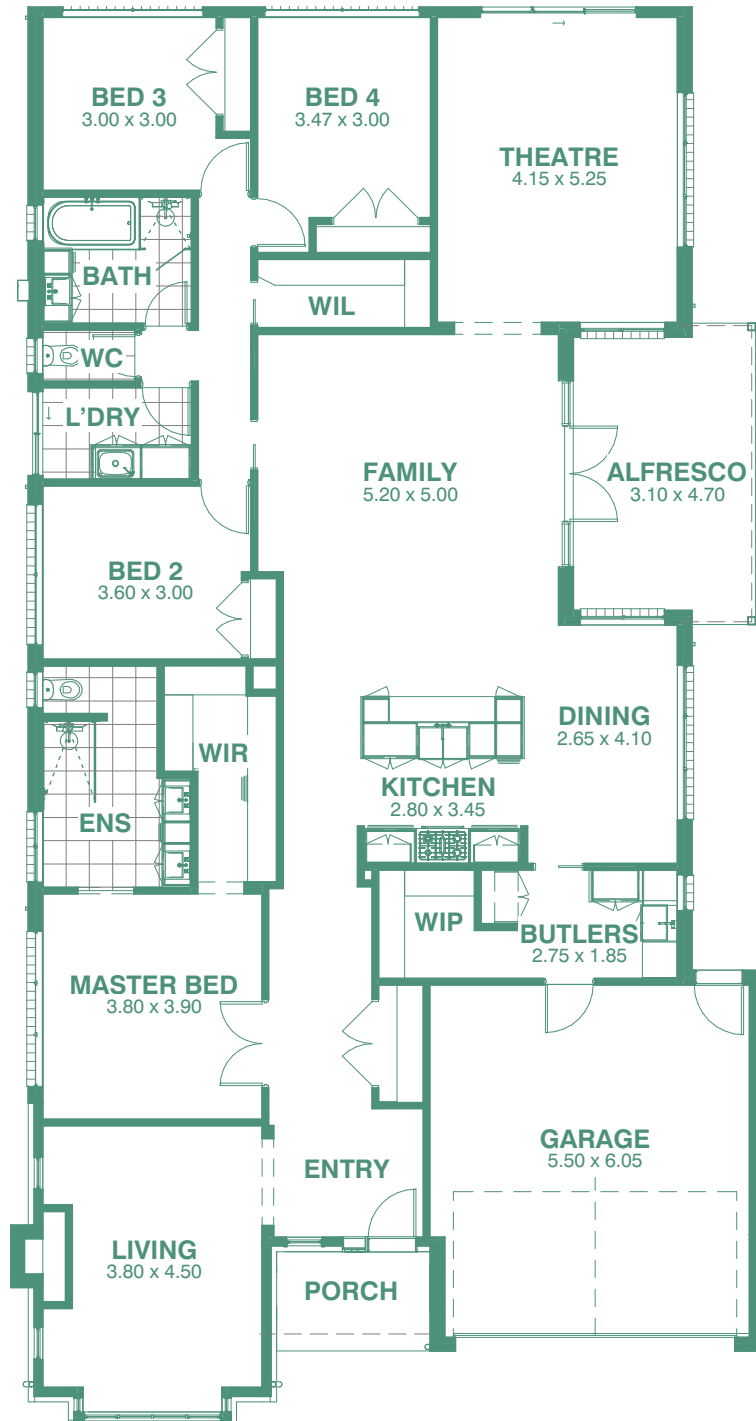 BED 3
3.00 x 3.00
BED 4
3.47 x 3.00
THEATRE
4.15 x 5.25
BATH
WIL
WC
L'DRY
FAMILY
5.20 x 5.00
ALFRESCO
3.10 x 4.70
BED 2
3.60 x 3.00
WIR
DINING
2.65 x 4.10
KITCHEN
2.80 x 3.45
ENS
WIP
BUTLERS
2.75 x 1.85
MASTER BED
3.80 x 3.90
GARAGE
5.50 x 6.05
ENTRY
LIVING
3.80 x 4.50
PORCH